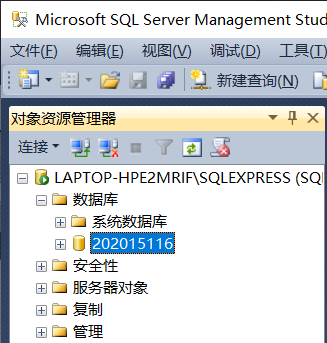 Microsoft SQL Server Management Stud
文件(F) 编辑(E) 视图(V) 调试(D) 工具(T)
新建查询(N)
对象资源管理器
连接
LAPTOP-HPE2MRIF\SQLEXPRESS (SQL
数据库
系统数据库
202015116
安全性
服务器对象
复制
管理